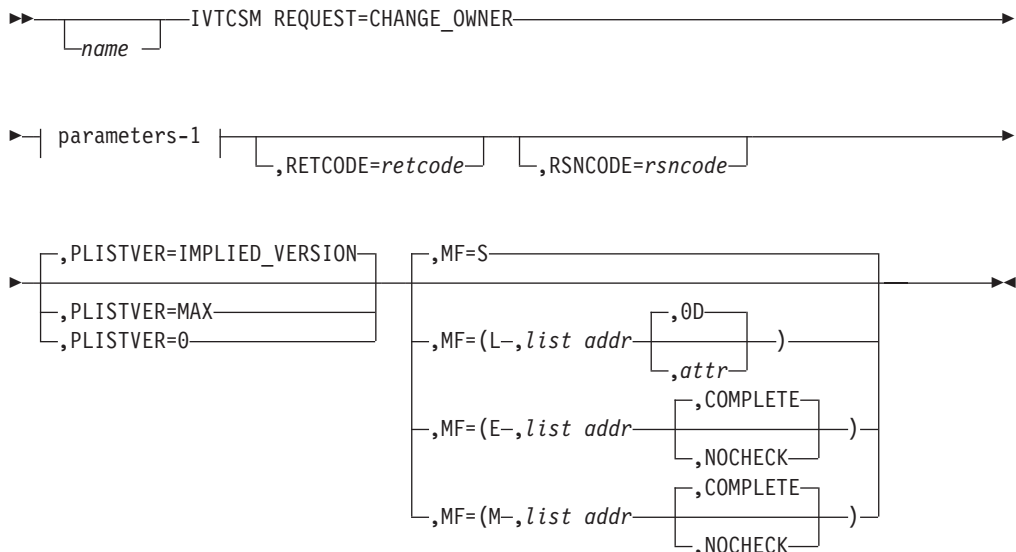 IVTCSM REQUEST=CHANGE_OWNER
name
parameters-1
,RETCODE=retcode ,RSNCODE=rsncode
,PLISTVER=IMPLIED_VERSION ,MF=S
,PLISTVER=MAX ,0D
,PLISTVER=0 ,MF=(L ,list addr )
,attr
,COMPLETE
,MF=(E ,list addr )
,NOCHECK
,COMPLETE
,MF=(M ,list addr )
,NOCHECK